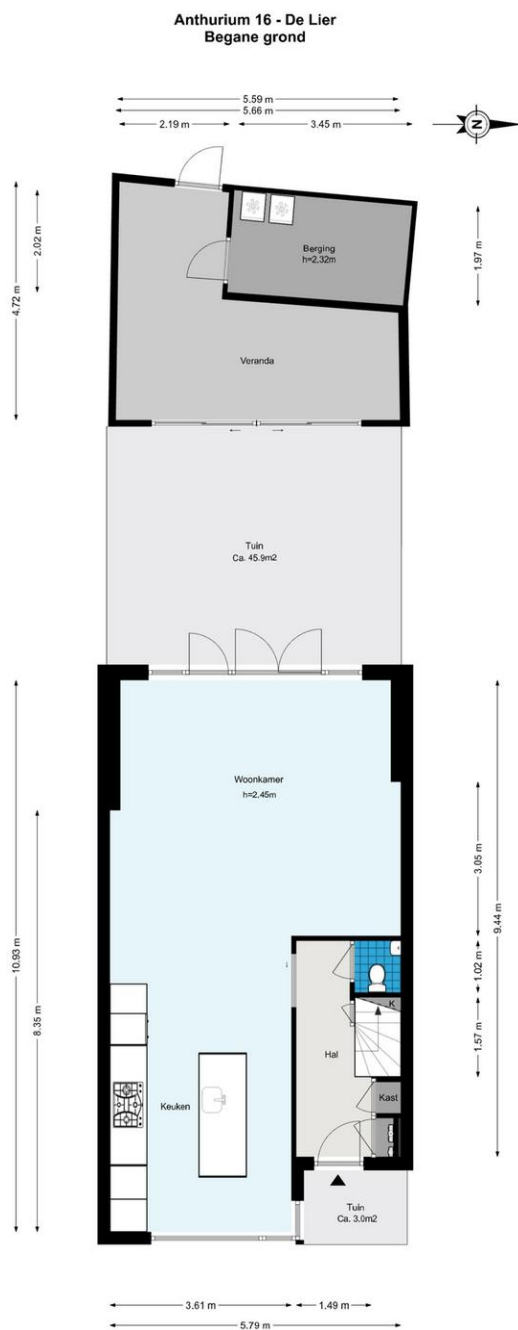 Anthurium 16 - De Lier
Begane grond
5.59 m
5.66 m
2.19 m
3.45 m
N
4.72 m
2.02 m
1.97 m
Berging
h=2.32m
Veranda
Tuin
Ca. 45.9m2
Woonkamer
h=2.45m
10.93 m
8.35 m
3.05 m
9.44 m
1.02 m
1.57 m
K
Hal
Kast
Keuken
Tuin
Ca. 3.0m2
3.61 m
1.49 m
5.79 m